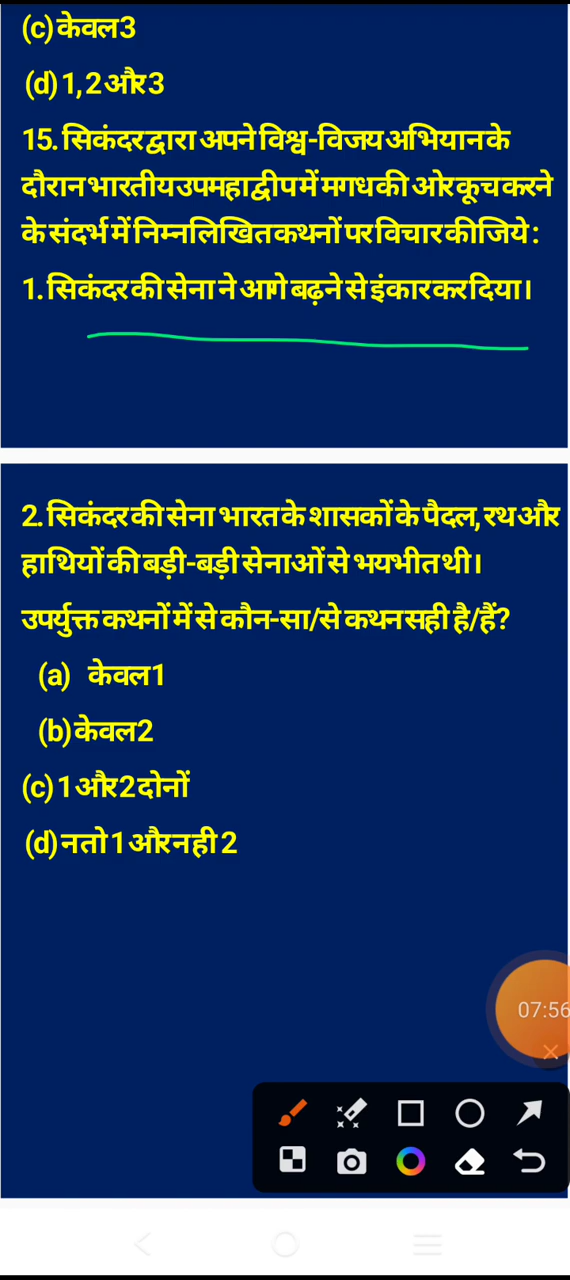 (c) केवल 3
(d) 1, 2 और 3
15. सिकंदर द्वारा अपने विश्व-विजय अभियान के
दौरान भारतीय उपमहाद्वीप में मगध की ओर कूच करने
के संदर्भ में निम्नलिखित कथनों पर विचार कीजिये :
1. सिकंदर की सेना ने आगे बढ़ने से इंकार कर दिया।
2. सिकंदर की सेना भारत के शासकों के पैदल, रथ और
हाथियों की बड़ी-बड़ी सेनाओं से भयभीत थी।
उपर्युक्त कथनों में से कौन-सा/से कथन सही है/हैं?
(a) केवल 1
(b) केवल 2
(c) 1 और 2 दोनों
(d) न तो 1 और न ही 2
07:56